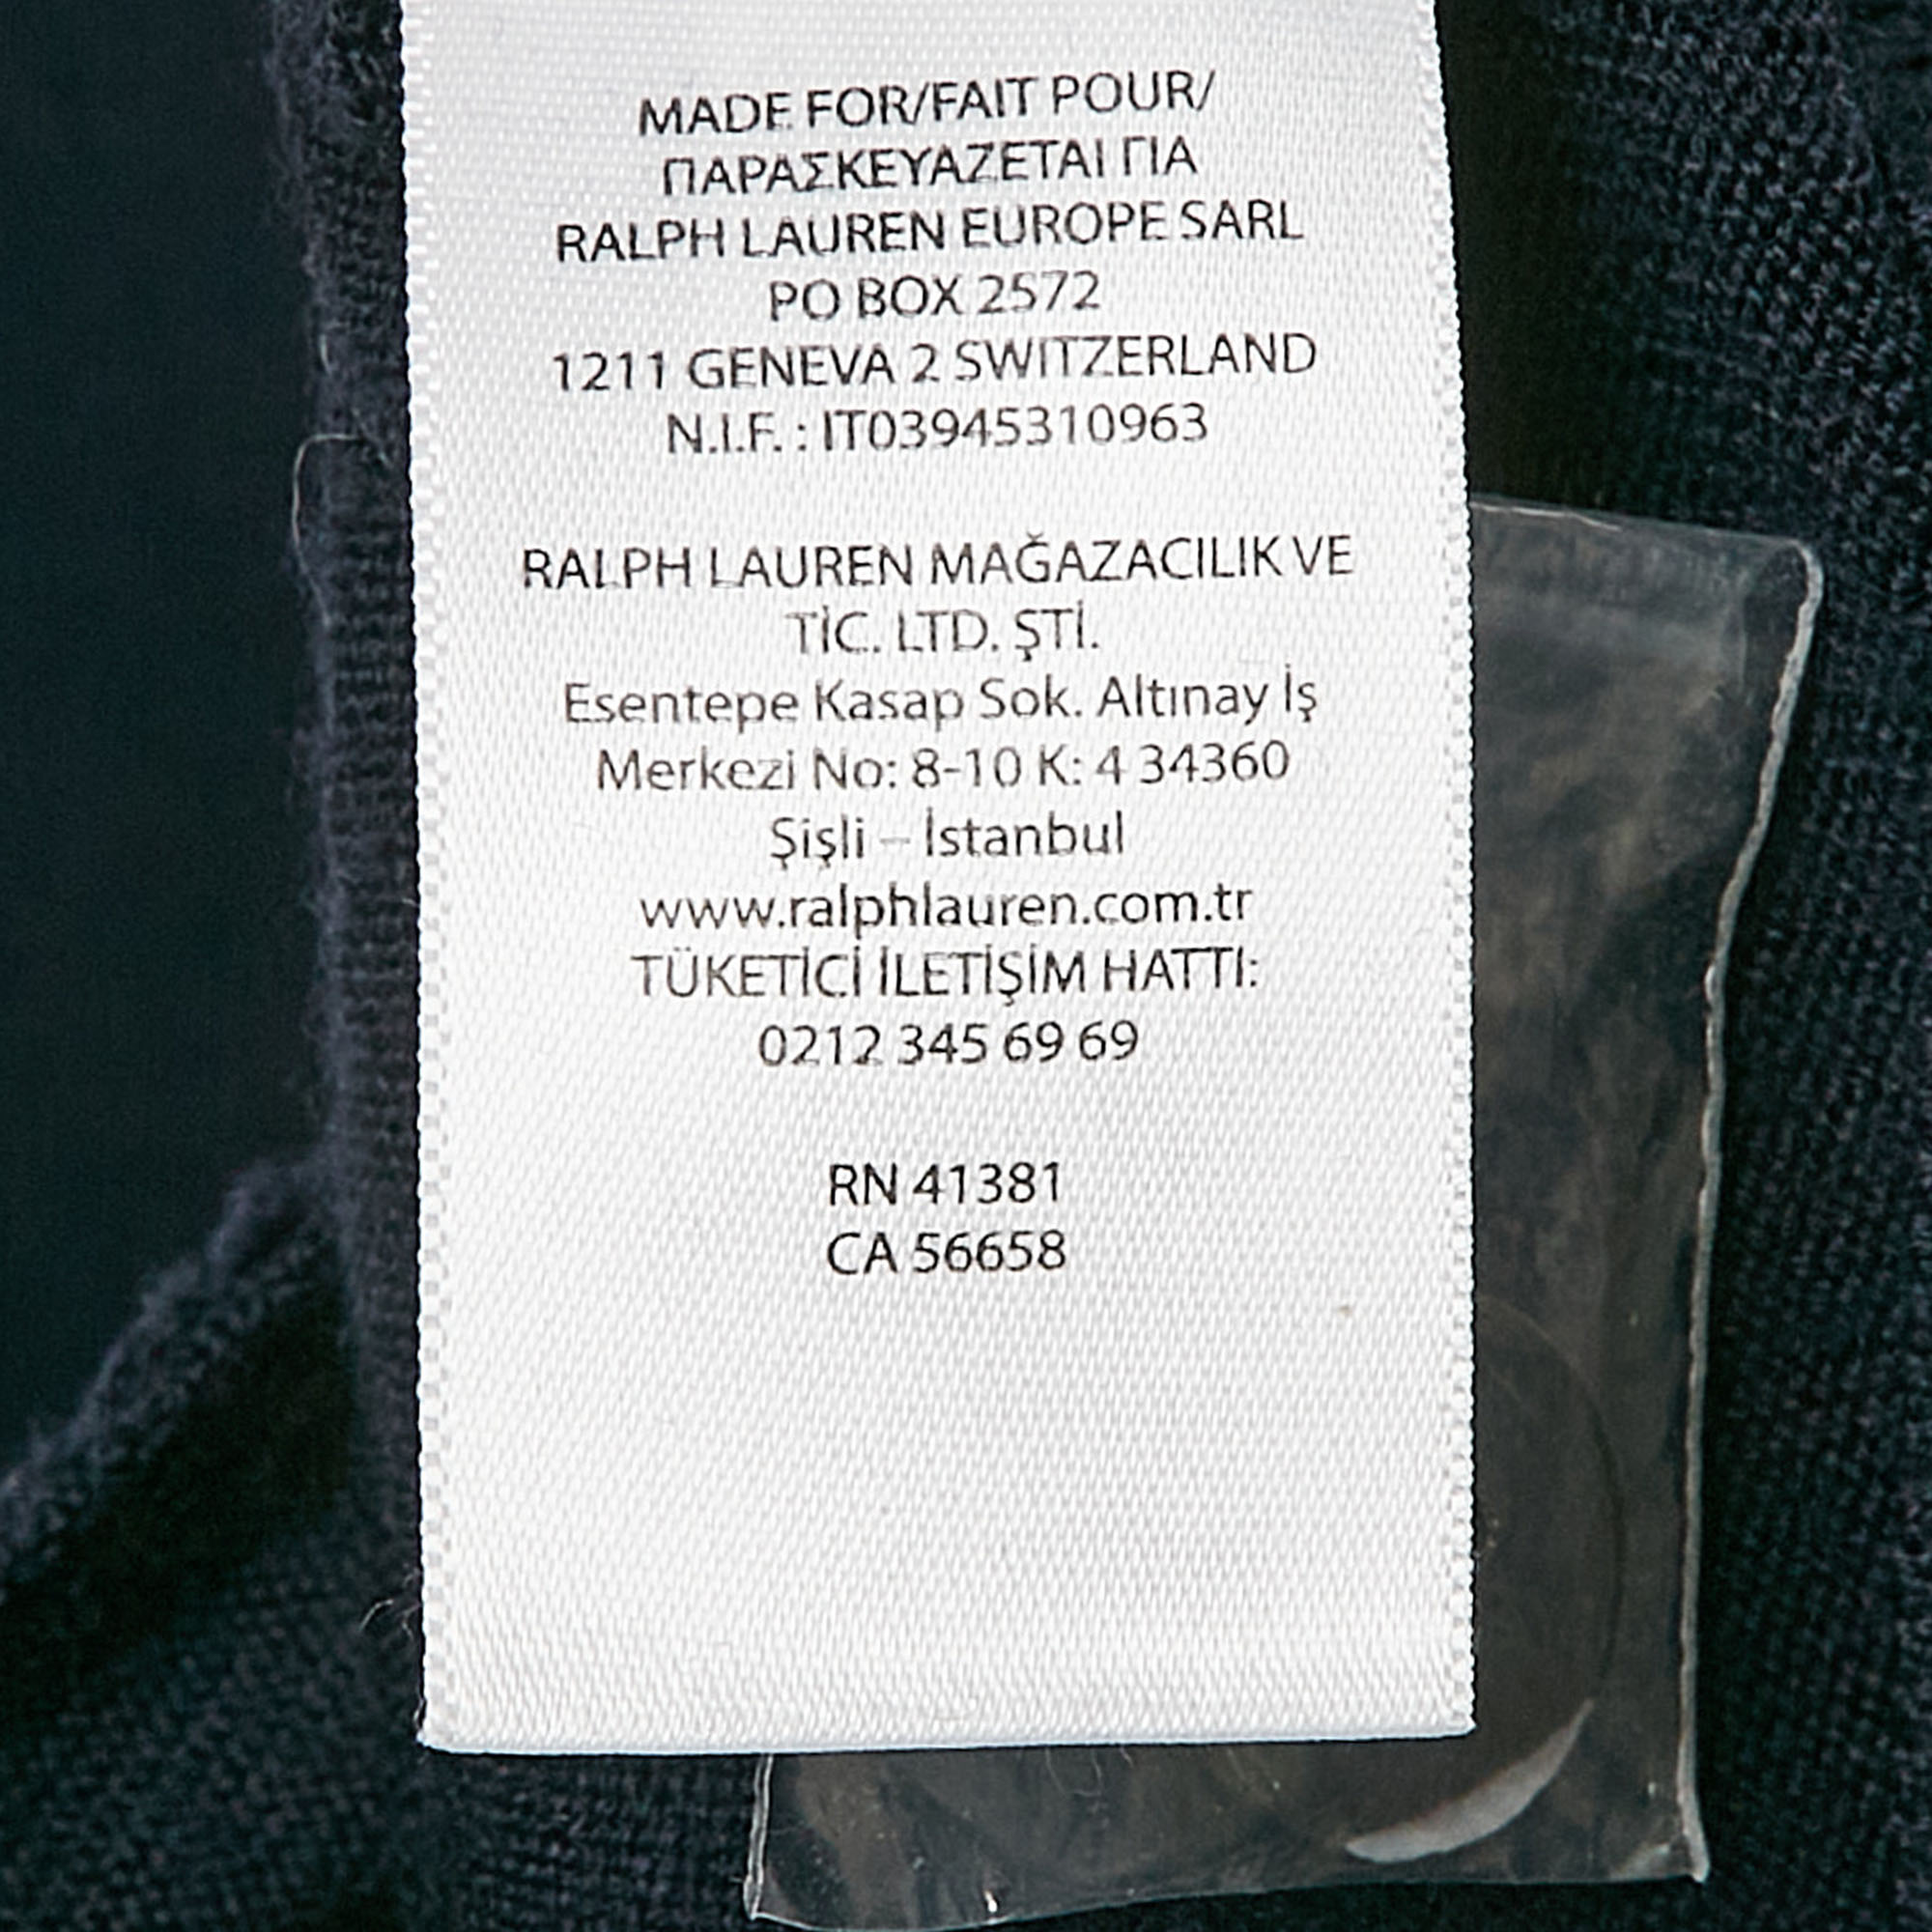 MADE FOR/FAIT POUR/
ΠΑΡΑΣΚΕΥΑΖΕΤΑΙ ΓΙΑ
RALPH LAUREN EUROPE SARL
PO BOX 2572
1211 GENEVA 2 SWITZERLAND
N.I.F. : IT03945310963
RALPH LAUREN MAĞAZACILIK VE
TİC. LTD. ŞTİ.
Esentepe Kasap Sok. Altınay İş
Merkezi No: 8-10 K: 4 34360
Şişli – İstanbul
www.ralphlauren.com.tr
TÜKETİCİ İLETİŞİM HATTI:
0212 345 69 69
RN 41381
CA 56658